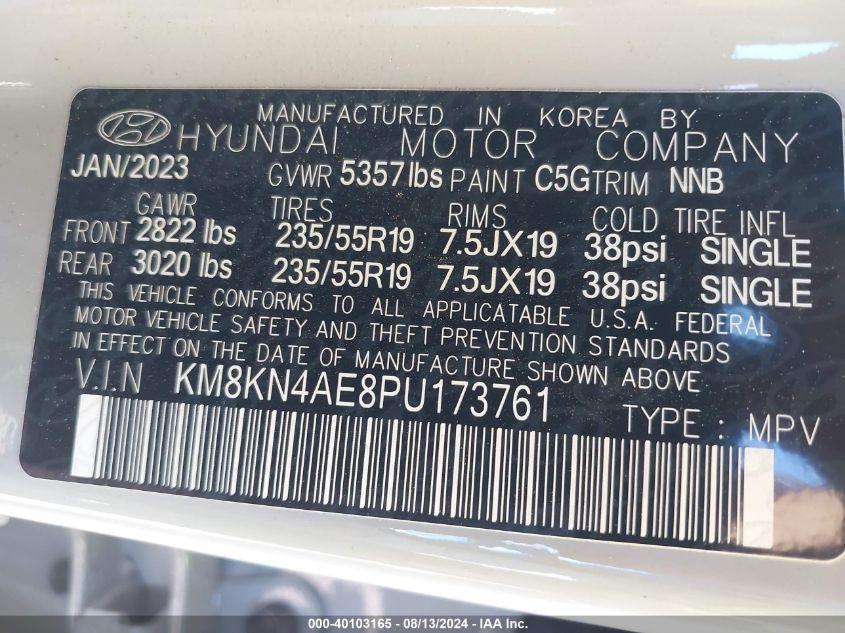 MANUFACTURED IN KOREA BY
HYUNDAI MOTOR COMPANY
JAN/2023 GVWR 5357 lbs PAINT C5G TRIM NNB
GAWR TIRES RIMS COLD TIRE INFL
FRONT 2822 lbs 235/55R19 7.5JX19 38psi SINGLE
REAR 3020 lbs 235/55R19 7.5JX19 38psi SINGLE
THIS VEHICLE CONFORMS TO ALL APPLICATABLE U.S.A. FEDERAL
MOTOR VEHICLE SAFETY AND THEFT PREVENTION STANDARDS
IN EFFECT ON THE DATE OF MANUFACTURE SHOWN ABOVE
V.I.N KM8KN4AE8PU173761 TYPE : MPV
000-40103165 - 08/13/2024 - IAA Inc.